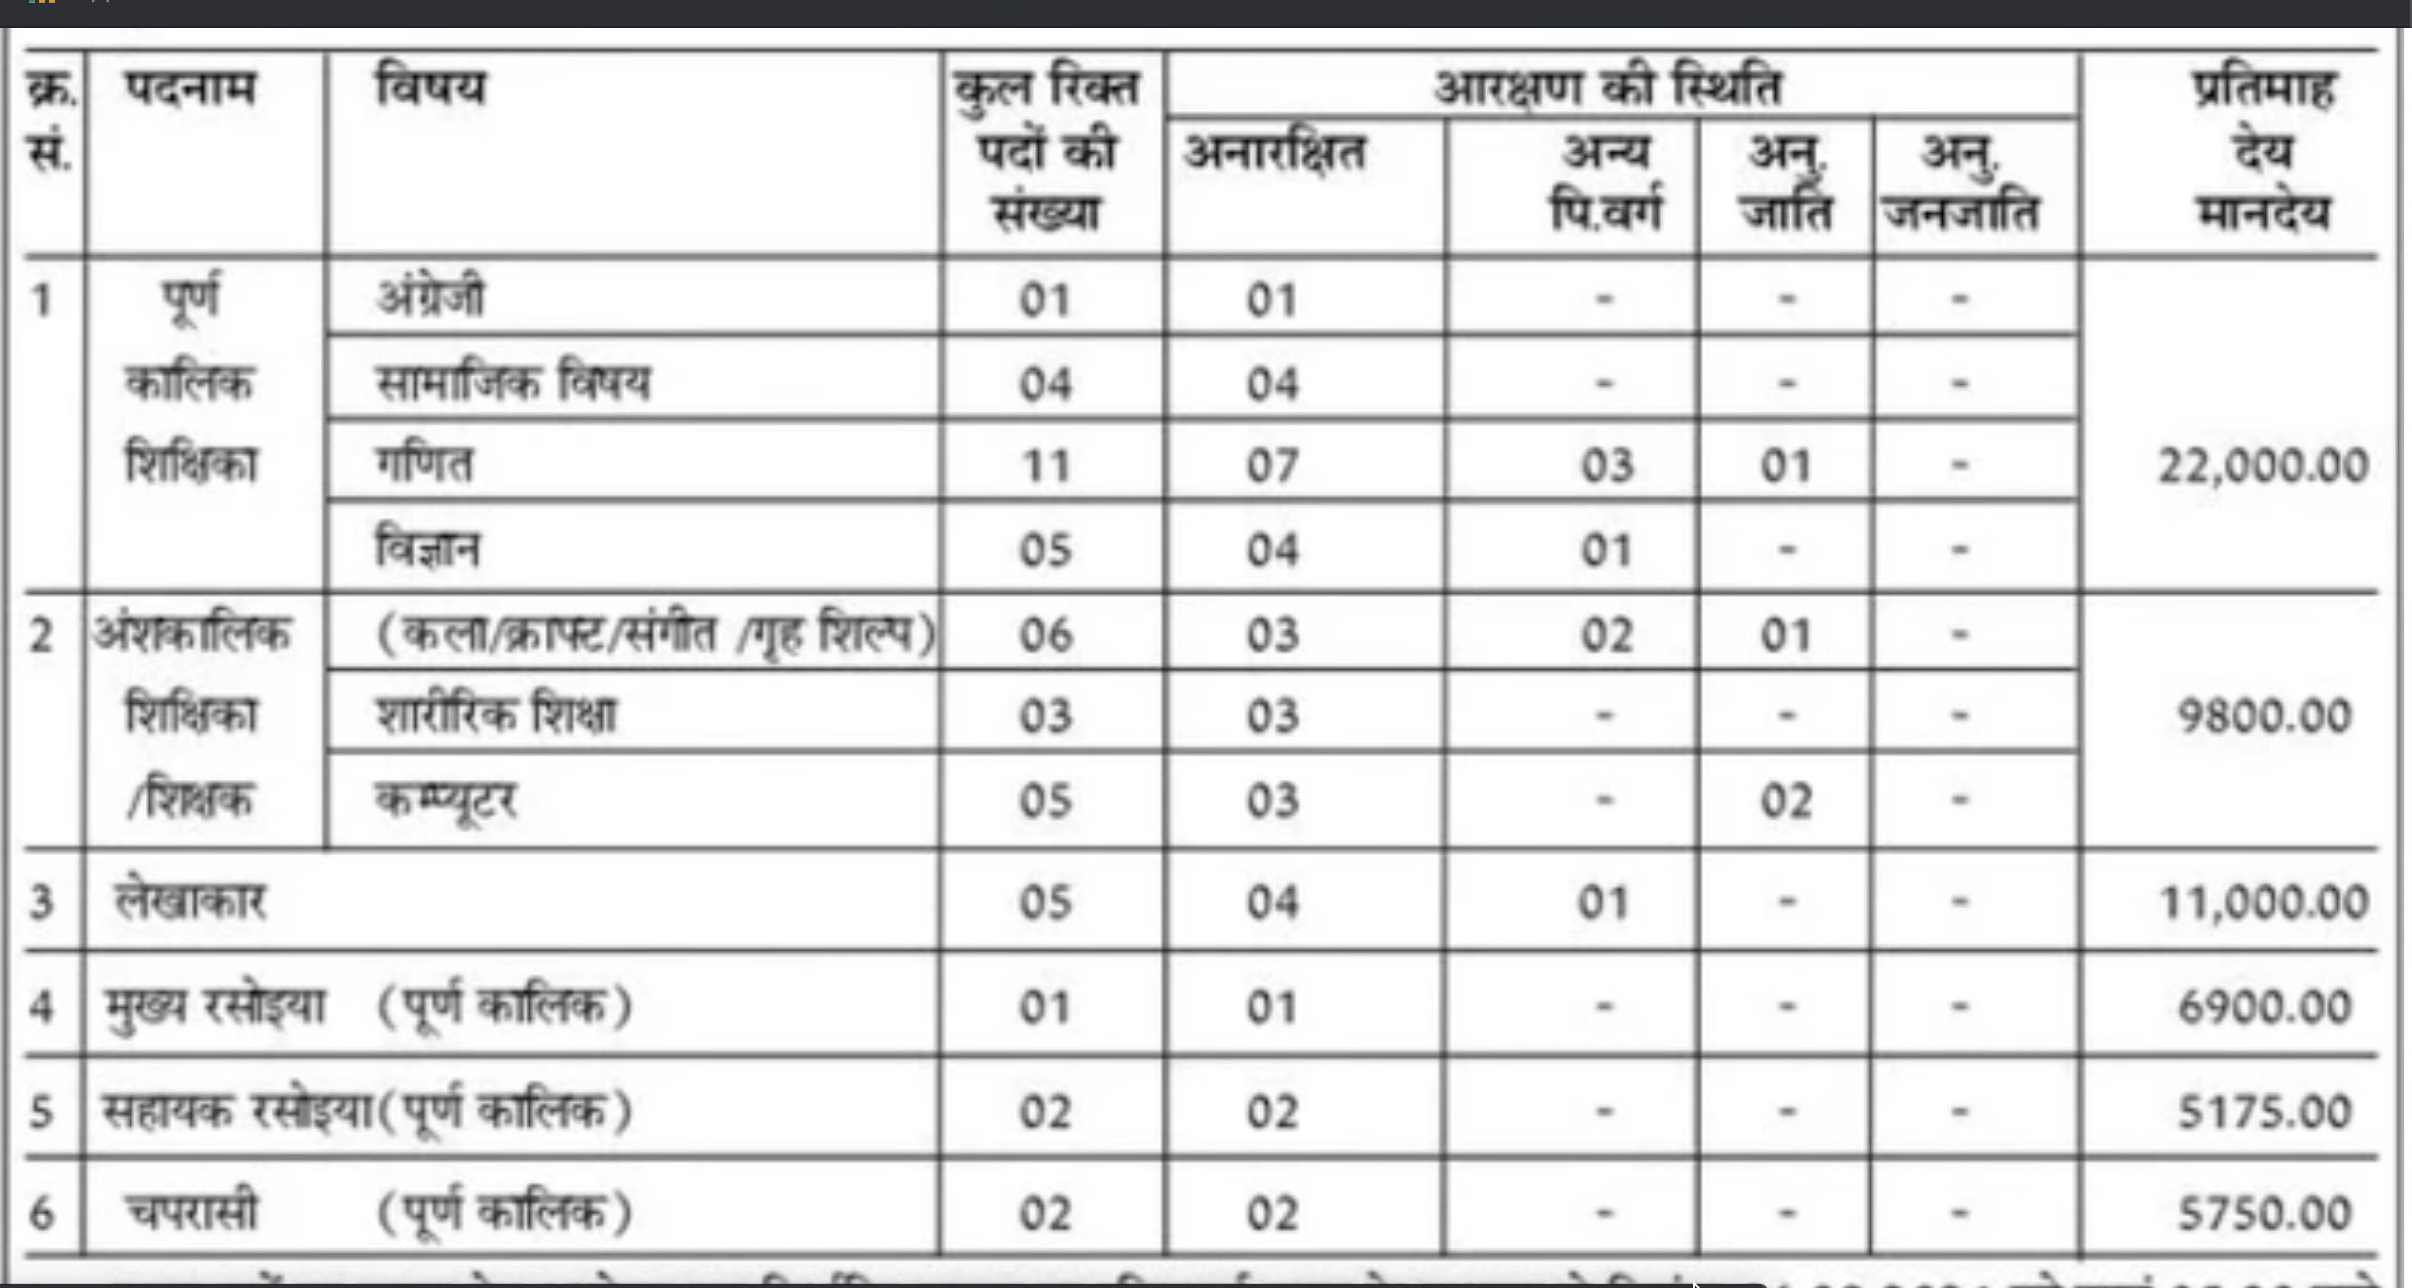 क्र. पदनाम विषय कुल रिक्त आरक्षण की स्थिति प्रतिमाह
सं. पदों की अनारक्षित अन्य अनु. अनु. देय
संख्या पि.वर्ग जाति जनजाति मानदेय
1 पूर्ण अंग्रेजी 01 01 - - -
कालिक सामाजिक विषय 04 04 - - -
शिक्षिका गणित 11 07 03 01 - 22,000.00
विज्ञान 05 04 01 - -
2 अंशकालिक (कला/क्राफ्ट/संगीत /गृह शिल्प) 06 03 02 01 -
शिक्षिका शारीरिक शिक्षा 03 03 - - - 9800.00
/शिक्षक कम्प्यूटर 05 03 - 02 -
3 लेखाकार 05 04 01 - - 11,000.00
4 मुख्य रसोइया (पूर्ण कालिक) 01 01 - - - 6900.00
5 सहायक रसोइया(पूर्ण कालिक) 02 02 - - - 5175.00
6 चपरासी (पूर्ण कालिक) 02 02 - - - 5750.00